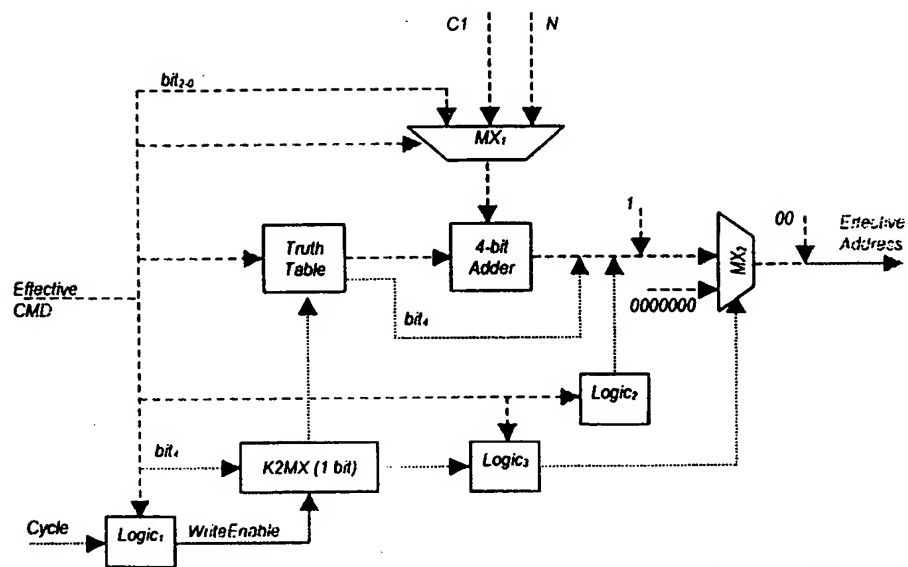 C1
N
bit₂₋₀
MX₁
1
00
Effective
Address
Truth
Table
4-bit
Adder
MX₂
Effective
CMD
0000000
bit₄
Logic₂
bit₄
K2MX (1 bit)
Logic₃
Cycle
Logic₁
WriteEnable